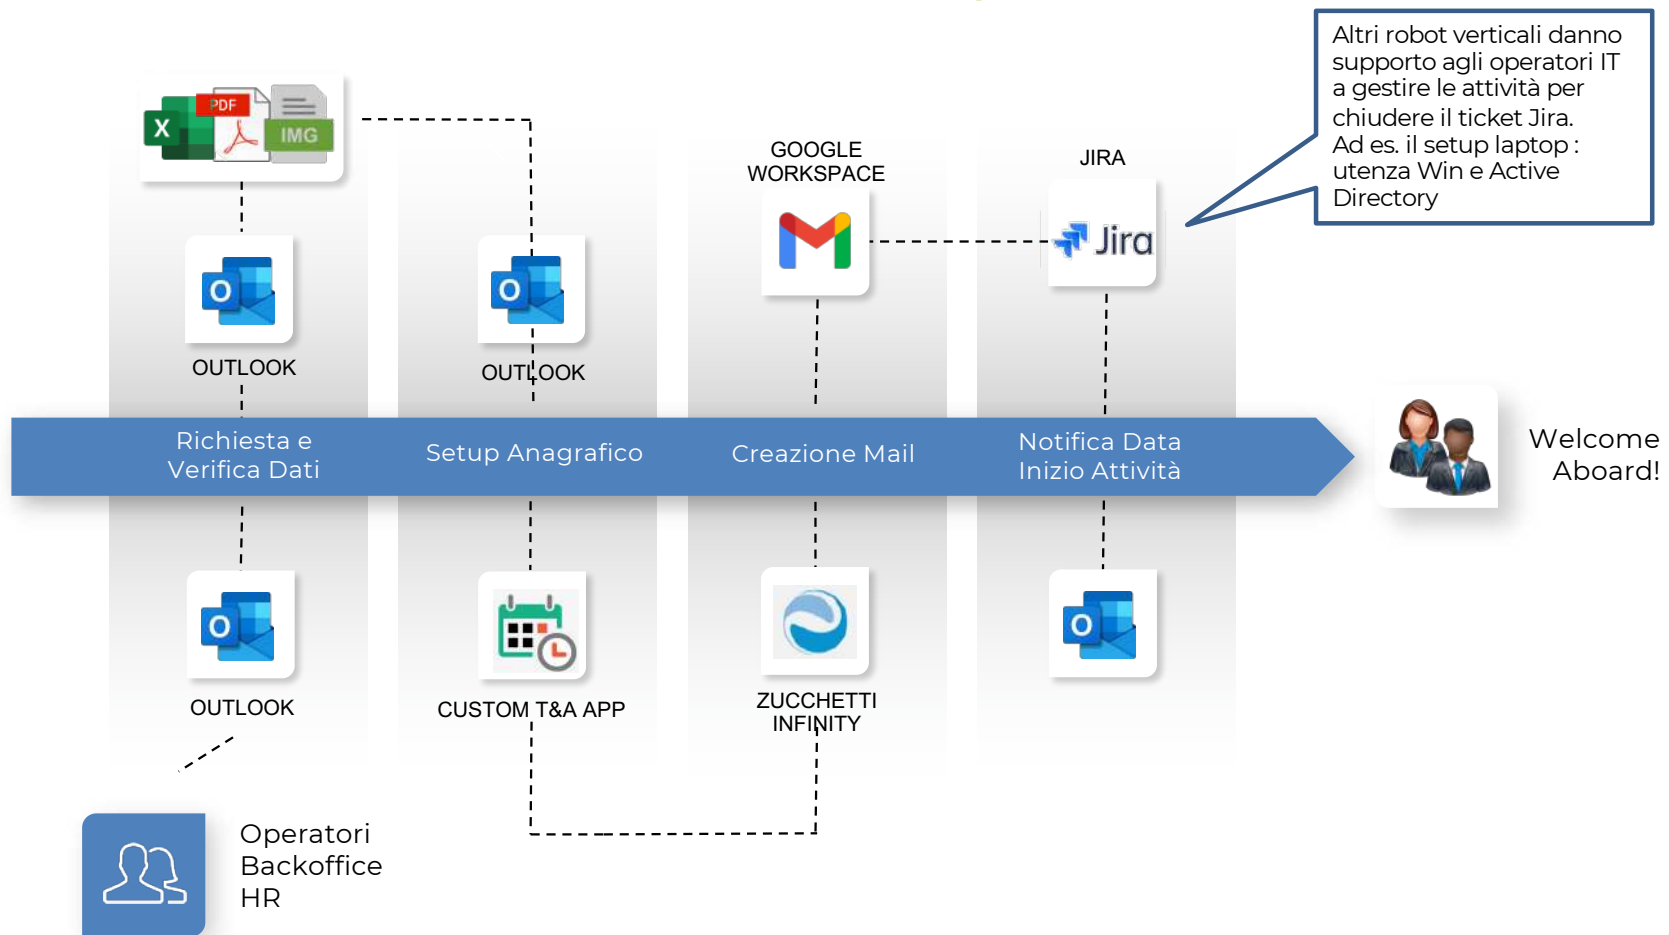 Altri robot verticali danno
supporto agli operatori IT
a gestire le attività per
chiudere il ticket Jira.
Ad es. il setup laptop :
utenza Win e Active
Directory
X
PDF
IMG
GOOGLE
WORKSPACE
JIRA
Jira
O
OUTLOOK
O
OUTLOOK
Richiesta e
Verifica Dati
Setup Anagrafico
Creazione Mail
Notifica Data
Inizio Attività
Welcome
Aboard!
O
OUTLOOK
CUSTOM T&A APP
ZUCCHETTI
INFINITY
O
Operatori
Backoffice
HR